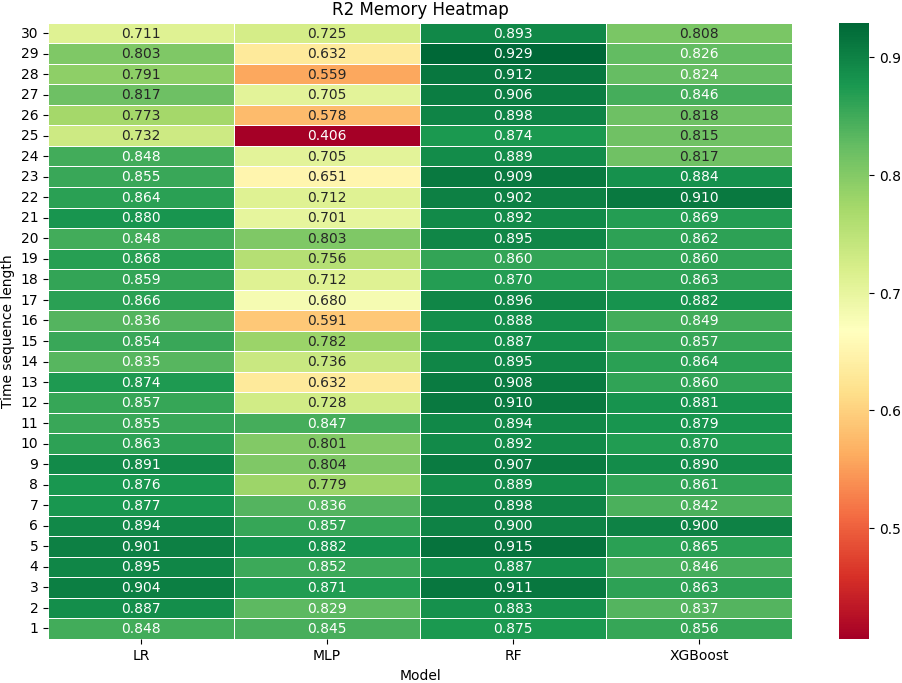 R2 Memory Heatmap
30 0.711 0.725 0.893 0.808
29 0.803 0.632 0.929 0.826
28 0.791 0.559 0.912 0.824
27 0.817 0.705 0.906 0.846
26 0.773 0.578 0.898 0.818
25 0.732 0.406 0.874 0.815
24 0.848 0.705 0.889 0.817
23 0.855 0.651 0.909 0.884
22 0.864 0.712 0.902 0.910
21 0.880 0.701 0.892 0.869
20 0.848 0.803 0.895 0.862
19 0.868 0.756 0.860 0.860
18 0.859 0.712 0.870 0.863
17 0.866 0.680 0.896 0.882
16 0.836 0.591 0.888 0.849
15 0.854 0.782 0.887 0.857
14 0.835 0.736 0.895 0.864
13 0.874 0.632 0.908 0.860
12 0.857 0.728 0.910 0.881
11 0.855 0.847 0.894 0.879
10 0.863 0.801 0.892 0.870
9 0.891 0.804 0.907 0.890
8 0.876 0.779 0.889 0.861
7 0.877 0.836 0.898 0.842
6 0.894 0.857 0.900 0.900
5 0.901 0.882 0.915 0.865
4 0.895 0.852 0.887 0.846
3 0.904 0.871 0.911 0.863
2 0.887 0.829 0.883 0.837
1 0.848 0.845 0.875 0.856
LR MLP RF XGBoost
Model
Time sequence length
0.9
0.8
0.7
0.6
0.5